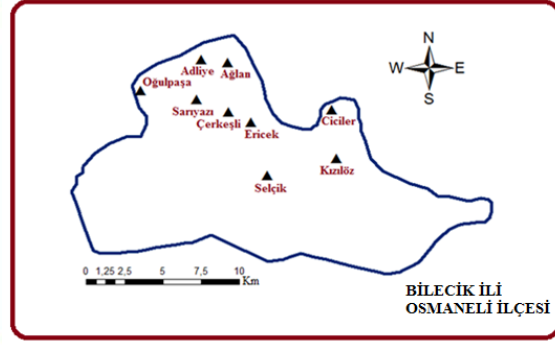 N
W E
S
Adliye
Ağlan
Oğulpaşa
Sarıyazı
Çerkeşli
Ericek
Ciciler
Kızılöz
Selçik
0 1,25 2,5 5 7,5 10
Km
BİLECİK İLİ
OSMANELİ İLÇESİ